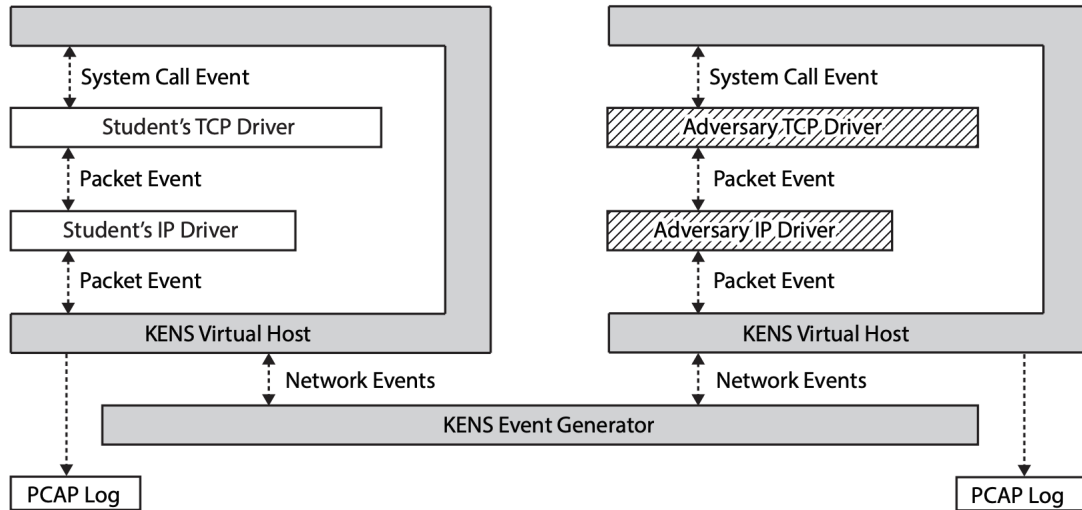 System Call Event
System Call Event
Student's TCP Driver
Adversary TCP Driver
Packet Event
Packet Event
Student's IP Driver
Adversary IP Driver
Packet Event
Packet Event
KENS Virtual Host
KENS Virtual Host
Network Events
Network Events
KENS Event Generator
PCAP Log
PCAP Log